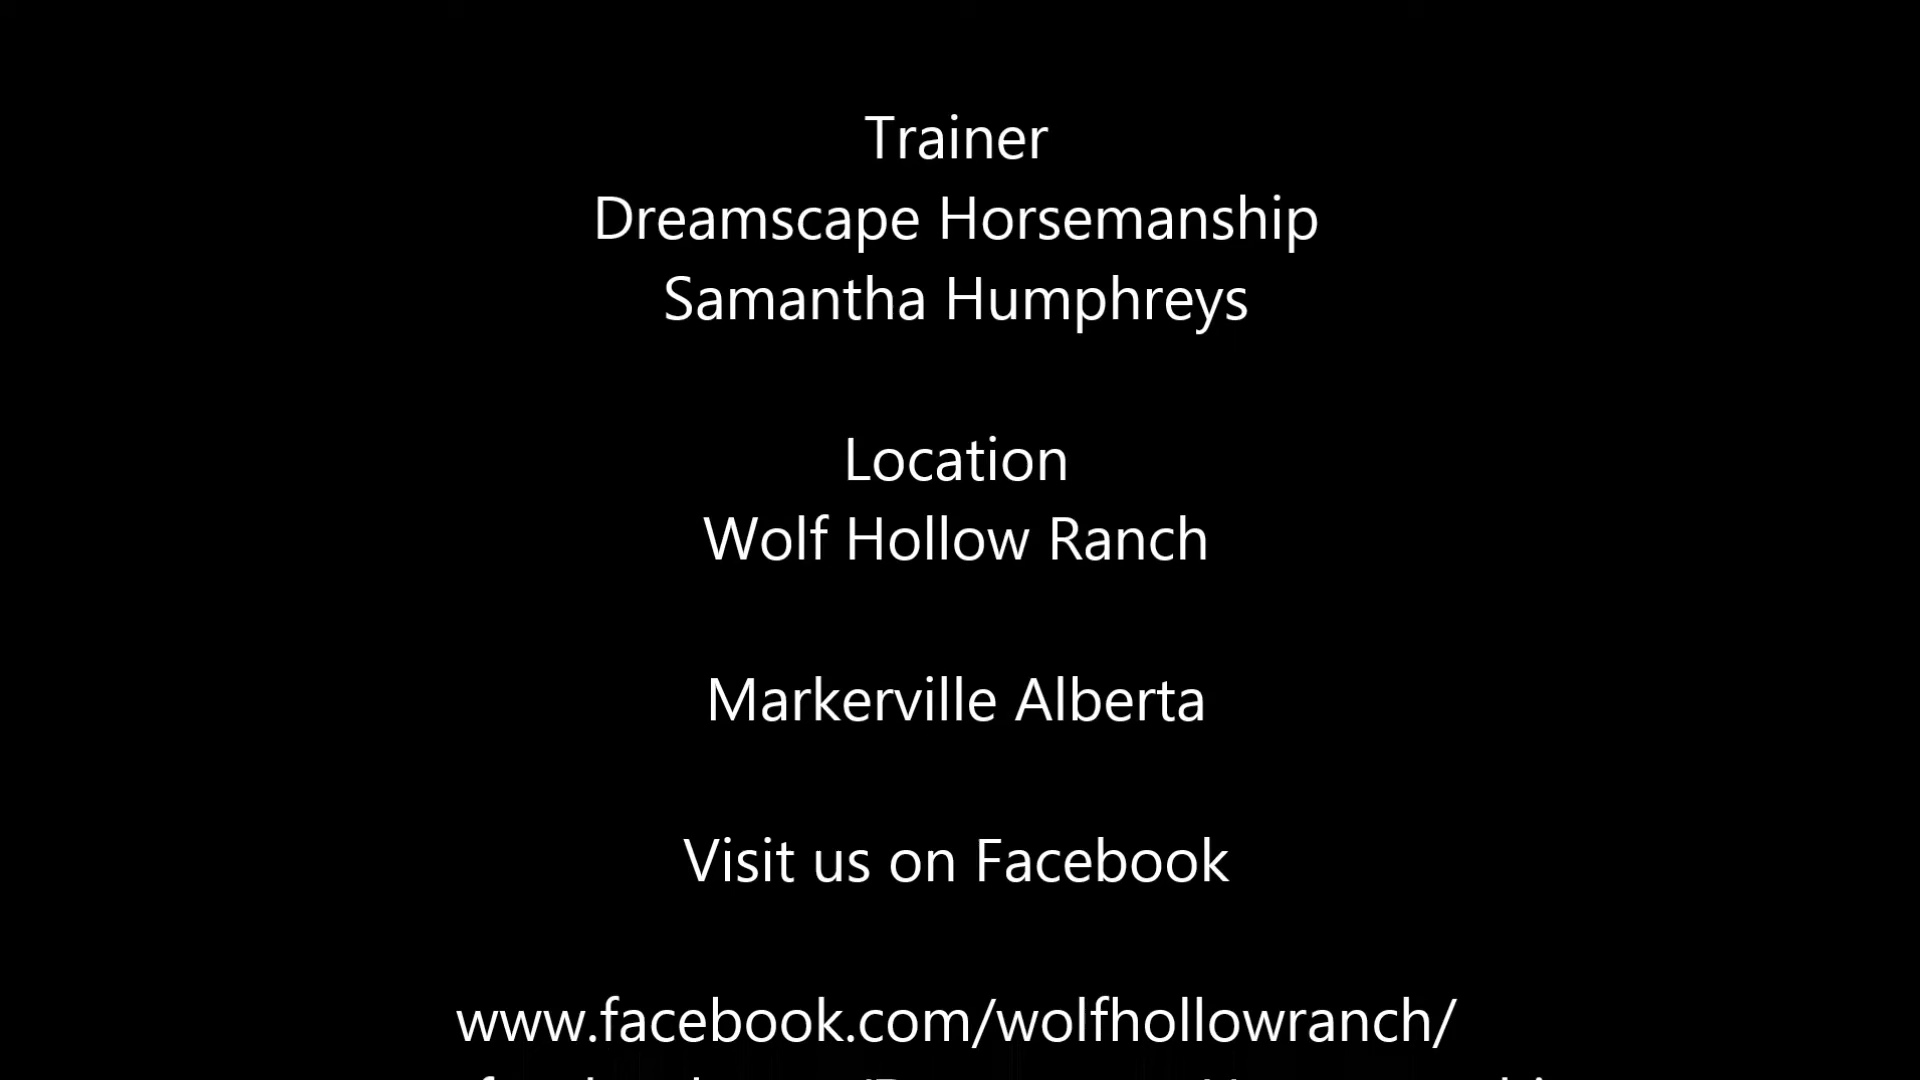 Trainer
Dreamscape Horsemanship
Samantha Humphreys
Location
Wolf Hollow Ranch
Markerville Alberta
Visit us on Facebook
www.facebook.com/wolfhollowranch/